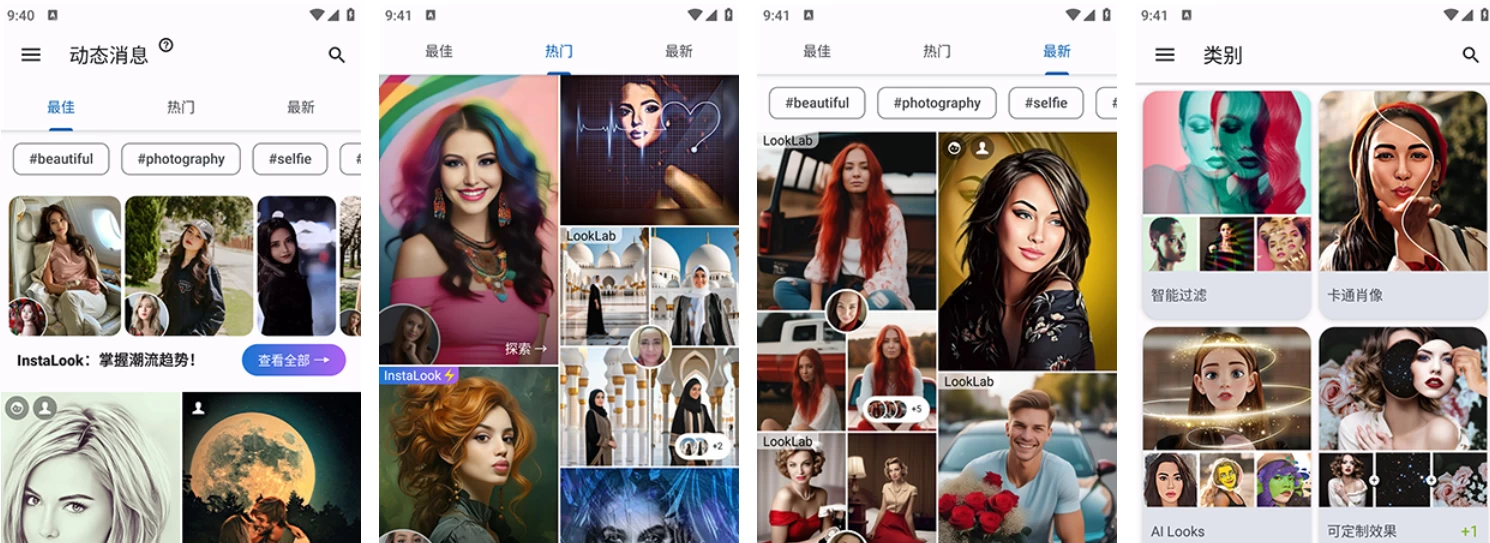 9:40
动态消息
最佳
热门
最新
#beautiful
#photography
#selfie
#
InstaLook：掌握潮流趋势！
查看全部 →
9:41
最佳
热门
最新
LookLab
探索 →
InstaLook⚡
+2
9:41
最佳
热门
最新
#beautiful
#photography
#selfie
#
LookLab
+5
LookLab
LookLab
9:41
类别
智能过滤
卡通肖像
AI Looks
可定制效果
+1